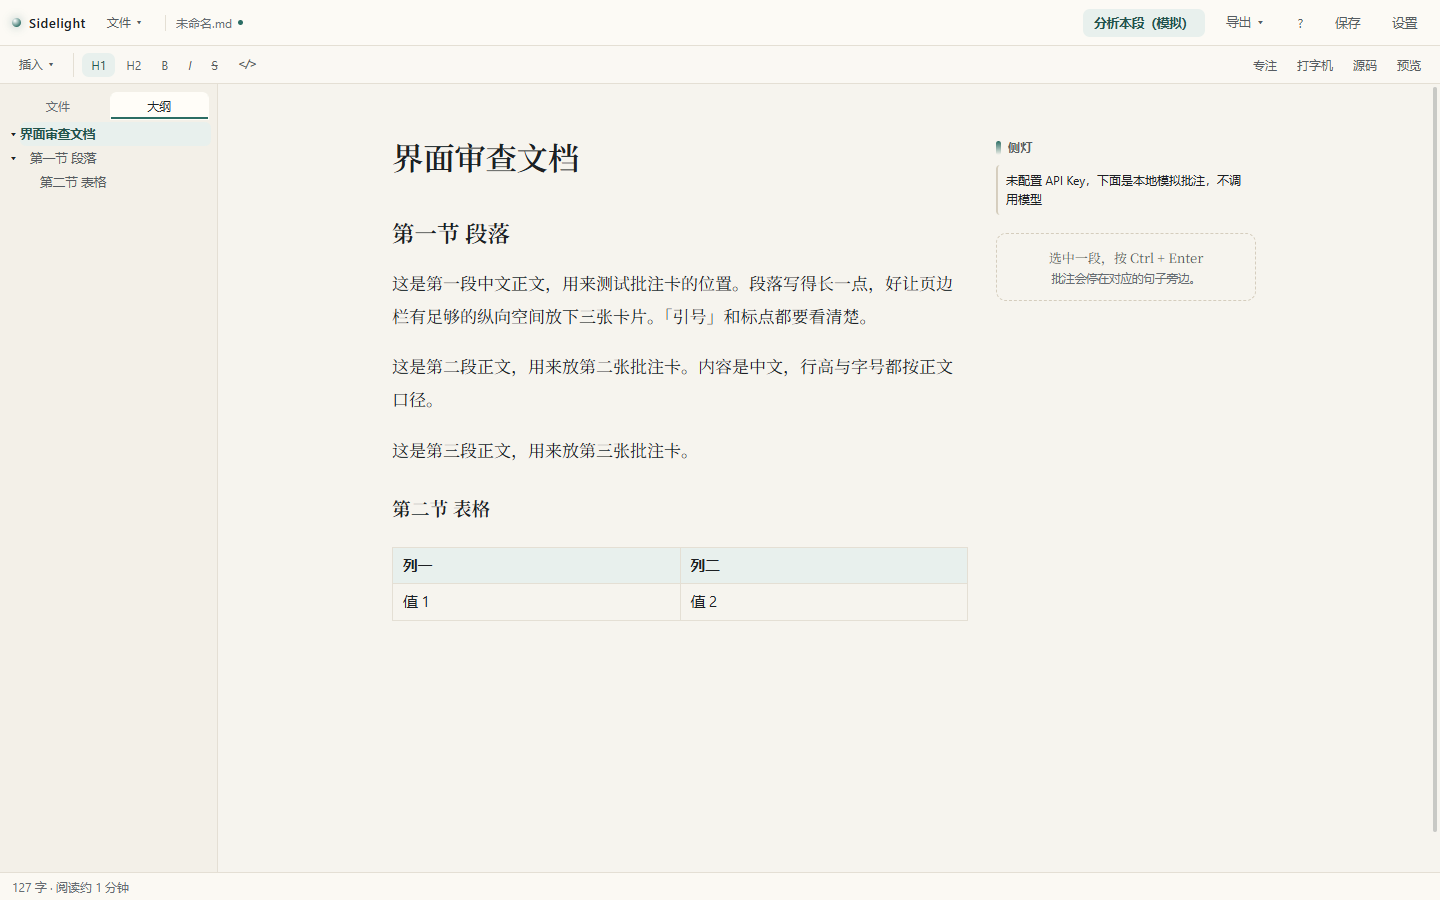 Sidelight
文件
未命名.md
分析本段（模拟）
导出
?
保存
设置
插入
H1
H2
B
I
S
</>
专注
打字机
源码
预览
文件
大纲
界面审查文档
第一节 段落
第二节 表格
界面审查文档
第一节 段落
这是第一段中文正文，用来测试批注卡的位置。段落写得长一点，好让页边
栏有足够的纵向空间放下三张卡片。「引号」和标点都要看清楚。
这是第二段正文，用来放第二张批注卡。内容是中文，行高与字号都按正文
口径。
这是第三段正文，用来放第三张批注卡。
第二节 表格
列一
列二
值 1
值 2
侧灯
未配置 API Key，下面是本地模拟批注，不调
用模型
选中一段，按 Ctrl + Enter
批注会停在对应的句子旁边。
127 字 · 阅读约 1 分钟